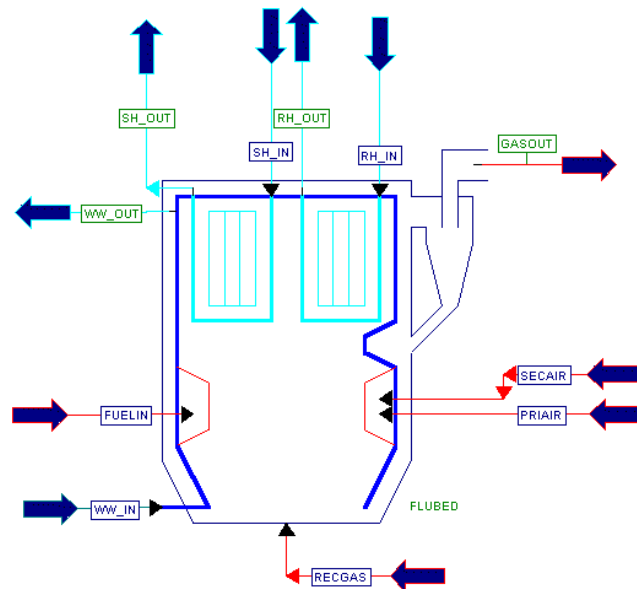 SH_OUT
RH_OUT
GASOUT
SH_IN
RH_IN
WW_OUT
SECAIR
FUELIN
PRIAIR
WW_IN
FLUBED
RECGAS